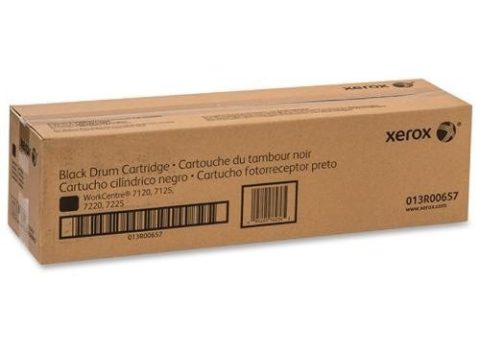 xerox
Black Drum Cartridge • Cartouche du tambour noir
Cartucho cilíndrico negro • Cartucho fotorreceptor preto
WorkCentre® 7120, 7125,
7220, 7225
013R00657
013R00657
www.xerox.com